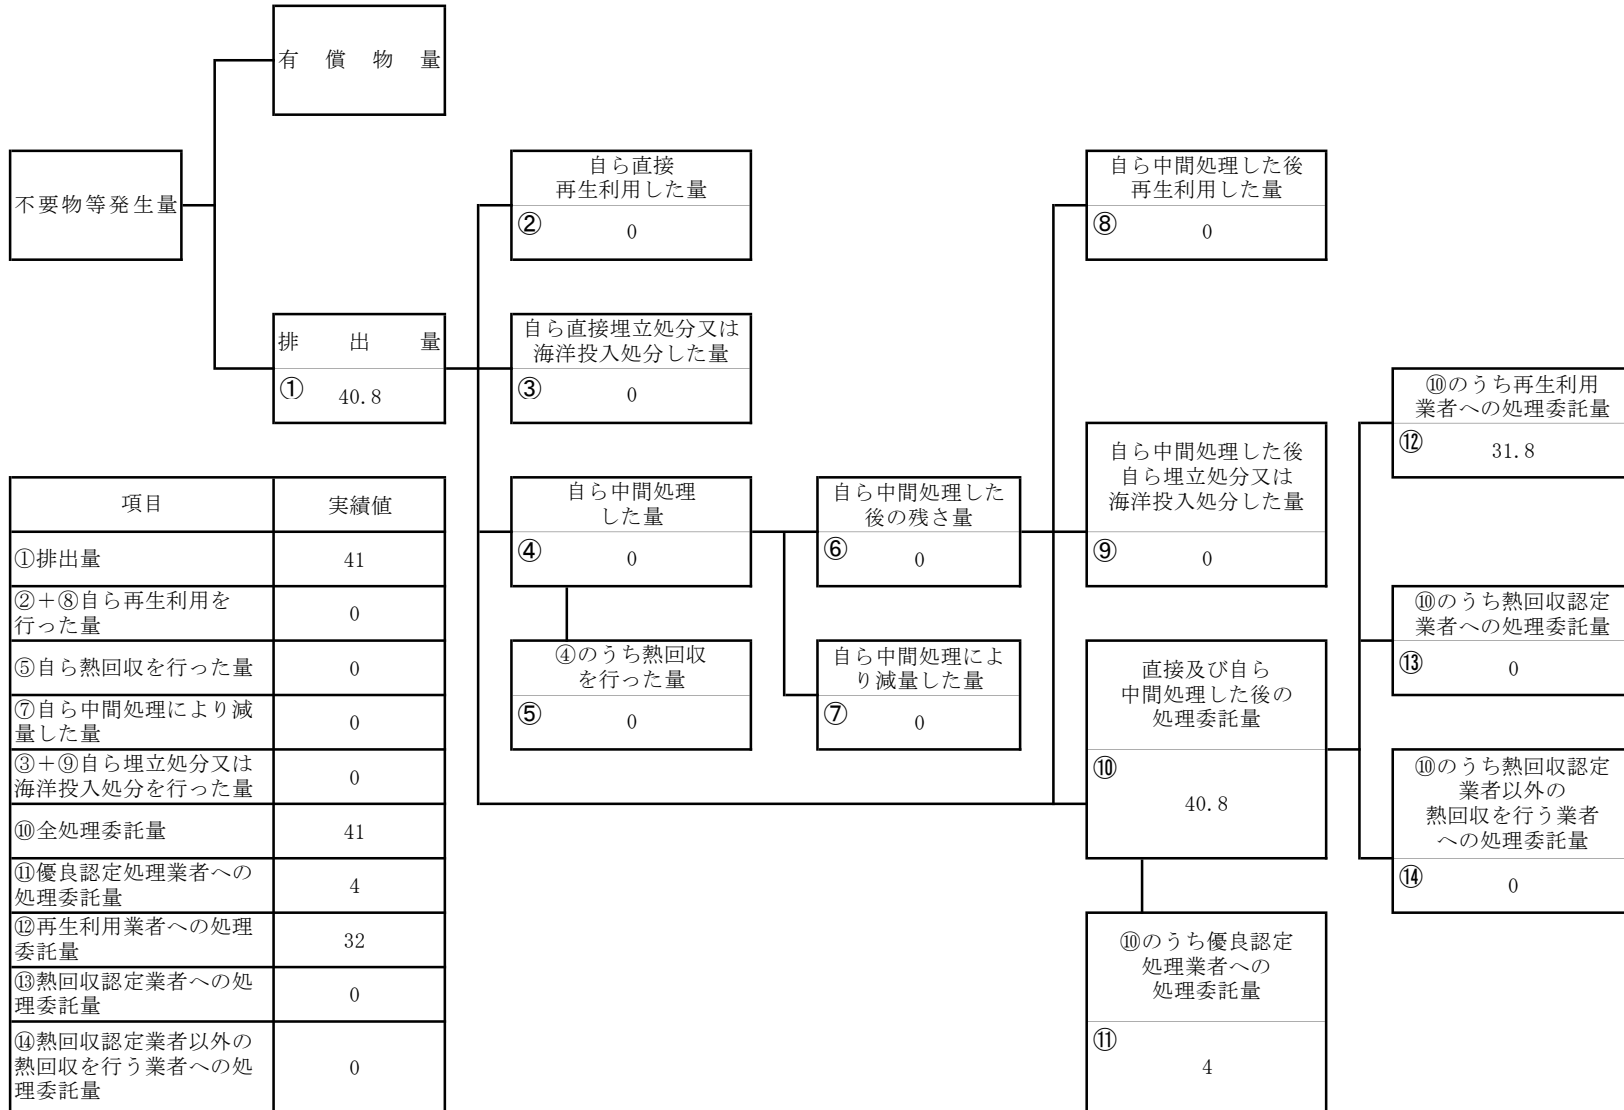 有償物量
不要物等発生量
排出量
① 40.8
自ら直接
再生利用した量
② 0
自ら直接埋立処分又は
海洋投入処分した量
③ 0
自ら中間処理
した量
④ 0
④のうち熱回収
を行った量
⑤ 0
自ら中間処理した
後の残さ量
⑥ 0
自ら中間処理によ
り減量した量
⑦ 0
自ら中間処理した後
再生利用した量
⑧ 0
自ら中間処理した後
自ら埋立処分又は
海洋投入処分した量
⑨ 0
直接及び自ら
中間処理した後の
処理委託量
⑩
40.8
⑩のうち優良認定
処理業者への
処理委託量
⑪
4
⑩のうち再生利用
業者への処理委託量
⑫ 31.8
⑩のうち熱回収認定
業者への処理委託量
⑬ 0
⑩のうち熱回収認定
業者以外の
熱回収を行う業者
への処理委託量
⑭ 0
項目 実績値
①排出量 41
②+⑧自ら再生利用を
行った量 0
⑤自ら熱回収を行った量 0
⑦自ら中間処理により減
量した量 0
③+⑨自ら埋立処分又は
海洋投入処分を行った量 0
⑩全処理委託量 41
⑪優良認定処理業者への
処理委託量 4
⑫再生利用業者への処理
委託量 32
⑬熱回収認定業者への処
理委託量 0
⑭熱回収認定業者以外の
熱回収を行う業者への処
理委託量 0